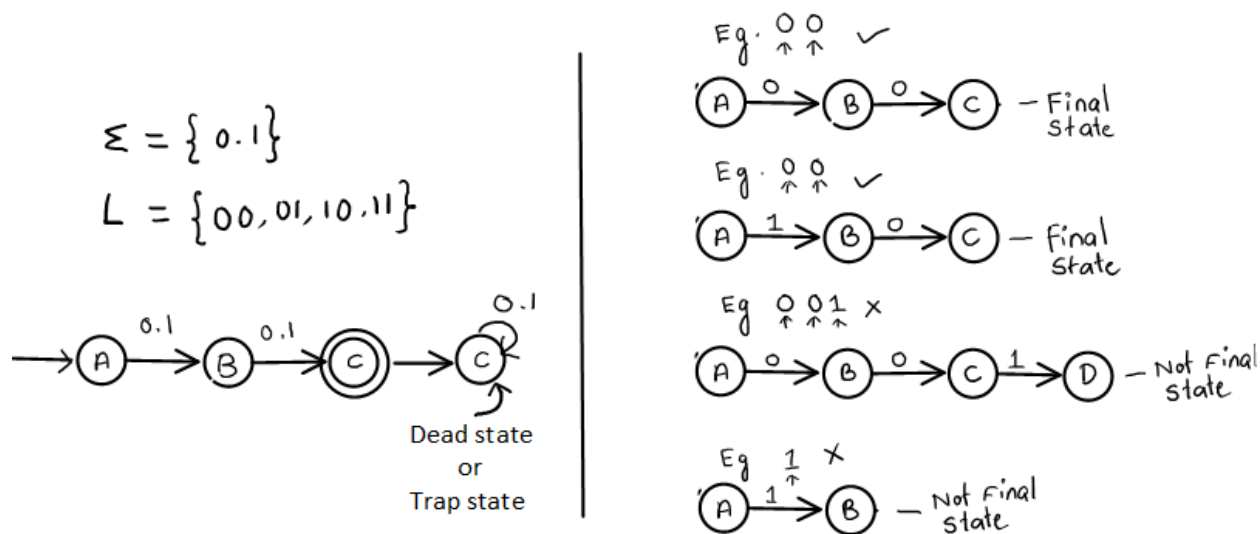 Σ = { 0.1}
L = {00,01,10,11}
0.1 0.1 0.1
A B C C
Dead state
or
Trap state
Eg. 0 0 ✓
0 0
A B C – Final
State
Eg. 0 0 ✓
1 0
A B C – Final
State
Eg 0 0 1 ×
0 0 1
A B C D – Not Final
State
Eg 1 ×
1
A B – Not Final
State